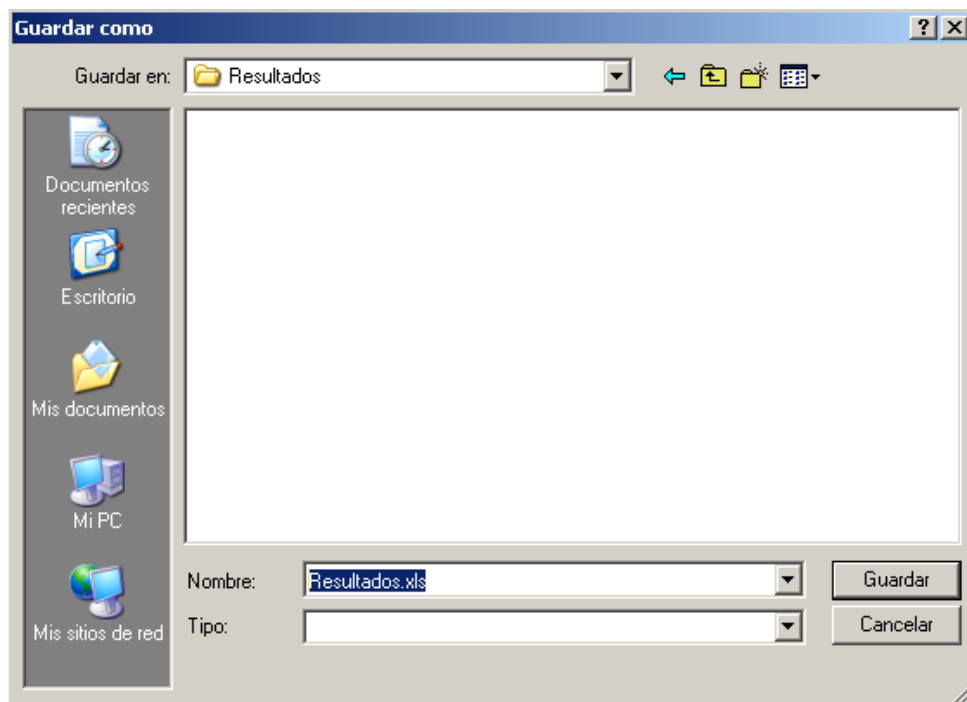 Guardar como
Guardar en:
Resultados
Documentos
recientes
Escritorio
Mis documentos
Mi PC
Mis sitios de red
Nombre:
Resultados.xls
Guardar
Tipo:
Cancelar